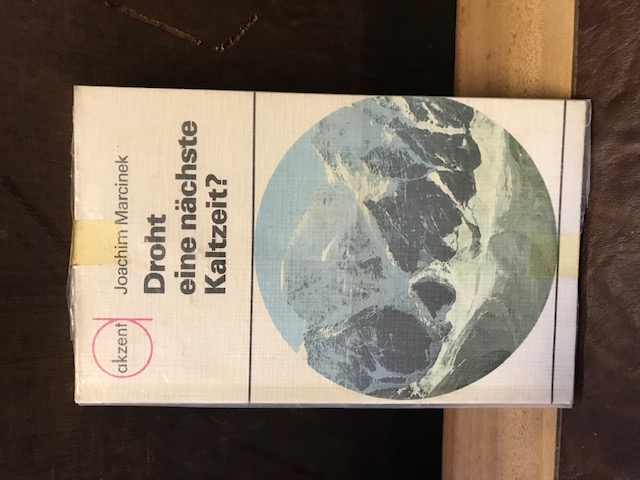 akzent
Joachim Marcinek
Droht
eine nächste
Kaltzeit?